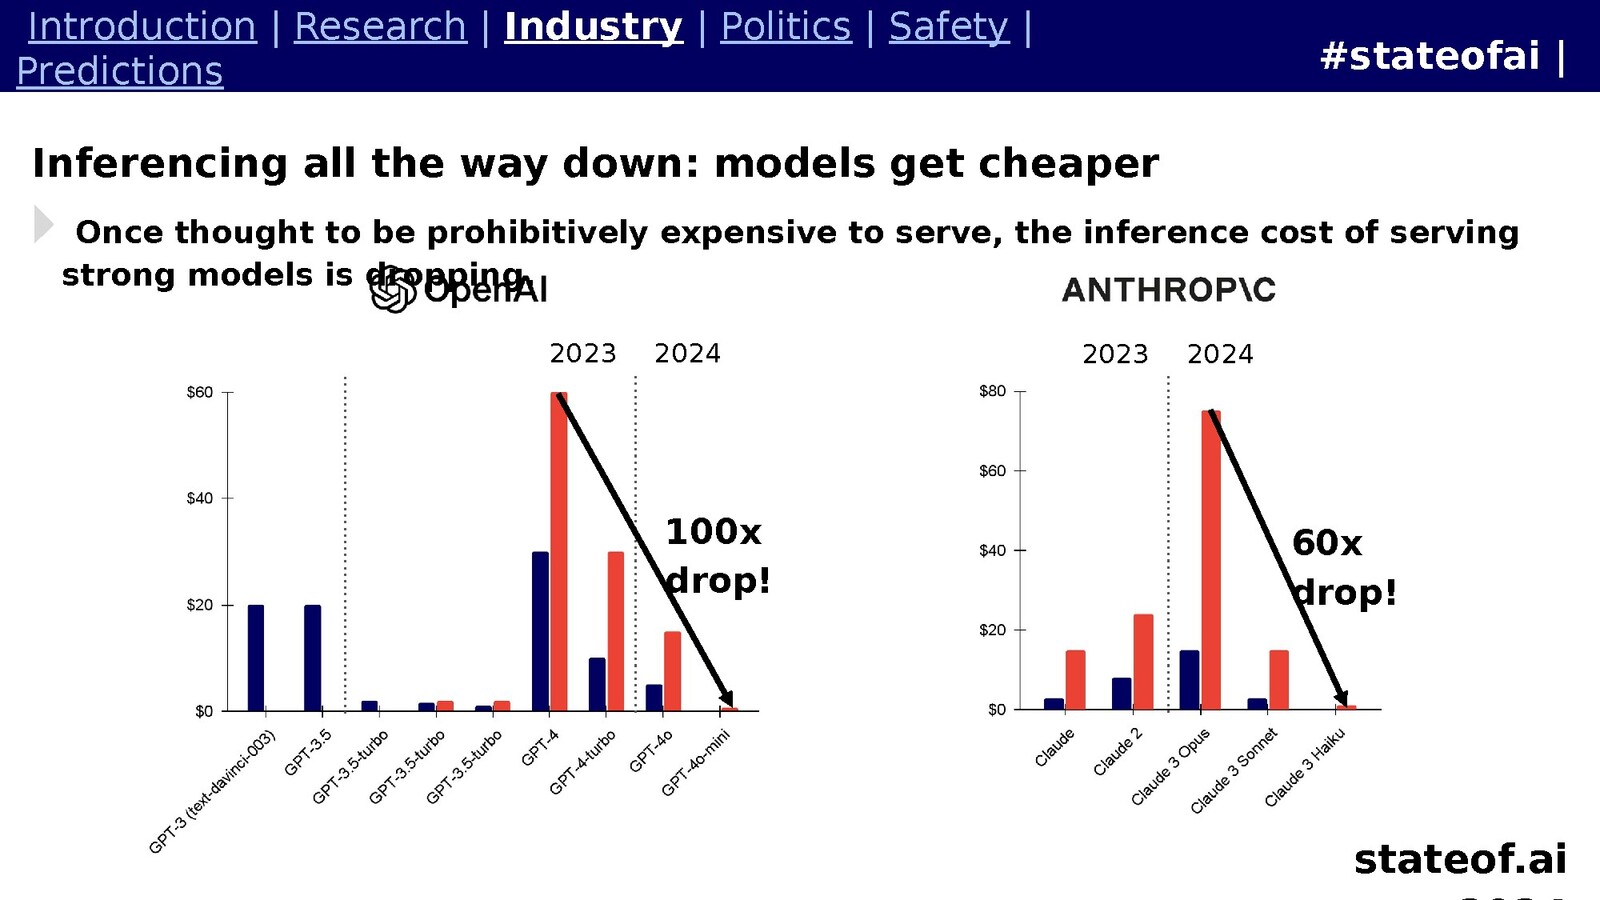 Introduction | Research | Industry | Politics | Safety |
Predictions
#stateofai |
Inferencing all the way down: models get cheaper
Once thought to be prohibitively expensive to serve, the inference cost of serving
strong models is dropping.
OpenAI
ANTHROP\C
2023 2024
$60
$40
$20
$0
100x
drop!
GPT-3 (text-davinci-003)
GPT-3.5
GPT-3.5-turbo
GPT-3.5-turbo
GPT-3.5-turbo
GPT-4
GPT-4-turbo
GPT-4o
GPT-4o-mini
2023 2024
$80
$60
$40
$20
$0
60x
drop!
Claude
Claude 2
Claude 3 Opus
Claude 3 Sonnet
Claude 3 Haiku
stateof.ai